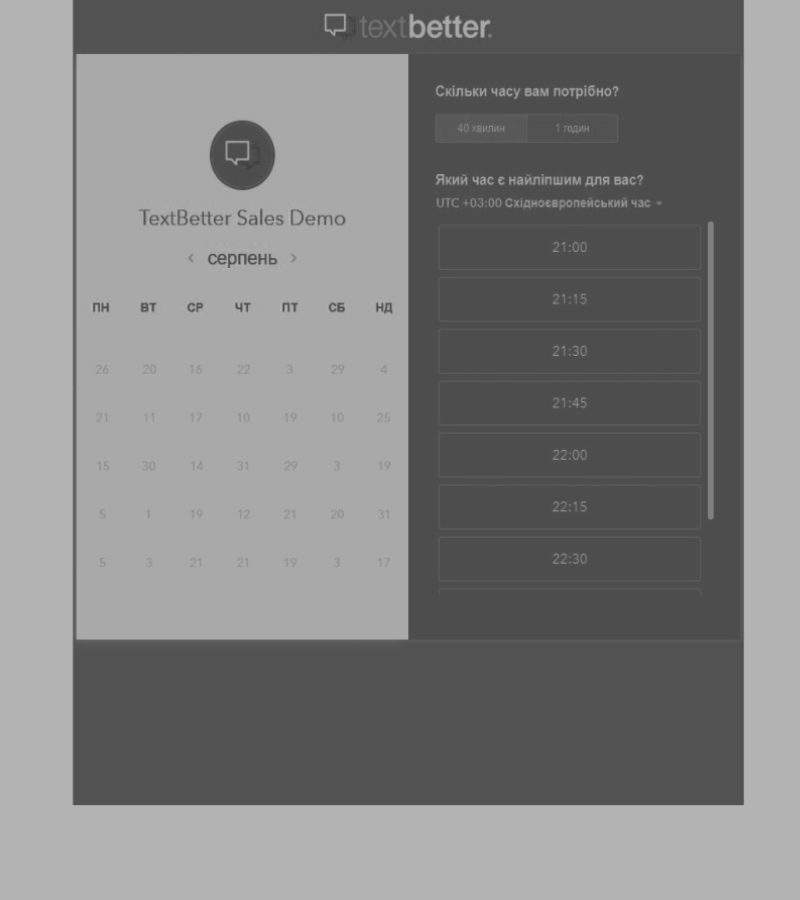 textbetter.
TextBetter Sales Demo
‹ серпень ›
ПН ВТ СР ЧТ ПТ СБ НД
26 20 16 22 3 29 4
21 11 17 10 19 10 25
15 30 14 31 29 3 19
5 1 19 12 21 20 31
5 3 21 21 19 3 17
Скільки часу вам потрібно?
40 хвилин 1 годин
Який час є найліпшим для вас?
UTC +03:00 Східноєвропейський час
21:00
21:15
21:30
21:45
22:00
22:15
22:30